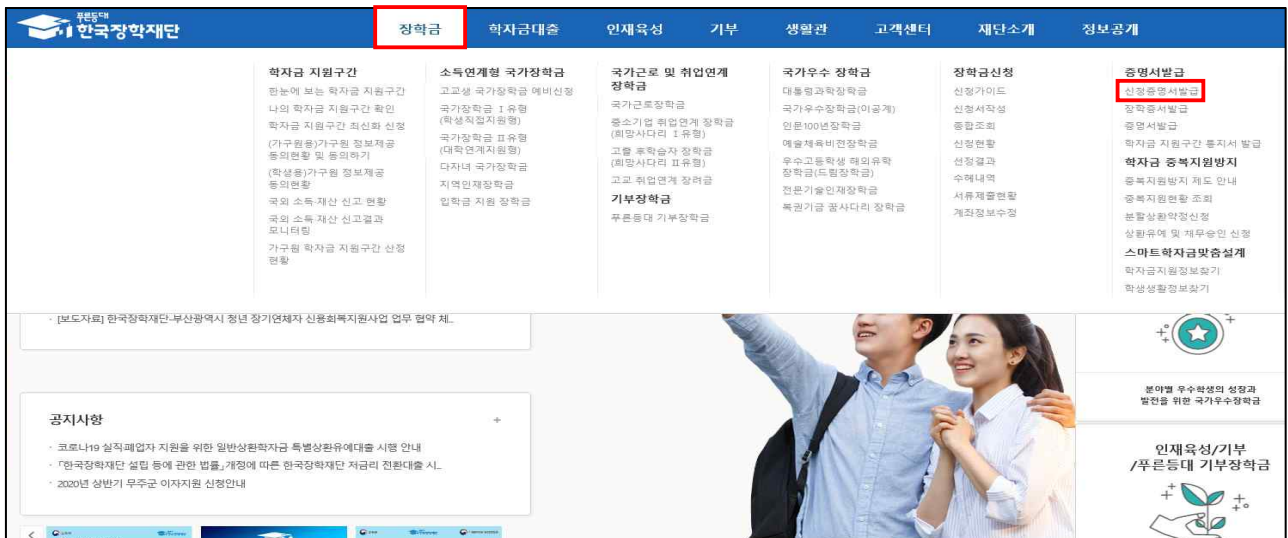 푸른등대
한국장학재단
장학금
학자금대출
인재육성
기부
생활관
고객센터
재단소개
정보공개
학자금 지원구간
한눈에 보는 학자금 지원구간
나의 학자금 지원구간 확인
학자금 지원구간 최신화 신청
(가구원용)가구원 정보제공
동의현황 및 동의하기
(학생용)가구원 정보제공
동의현황
국외 소득·재산 신고 현황
국외 소득·재산 신고결과
모니터링
가구원 학자금 지원구간 산정
현황
소득연계형 국가장학금
고교생 국가장학금 예비신청
국가장학금 Ⅰ유형
(학생직접지원형)
국가장학금 Ⅱ유형
(대학연계지원형)
다자녀 국가장학금
지역인재장학금
입학금 지원 장학금
국가근로 및 취업연계
장학금
국가근로장학금
중소기업 취업연계 장학금
(희망사다리 Ⅰ유형)
고졸 후학습자 장학금
(희망사다리 Ⅱ유형)
고교 취업연계 장려금
기부장학금
푸른등대 기부장학금
국가우수 장학금
대통령과학장학금
국가우수장학금(이공계)
인문100년장학금
예술체육비전장학금
우수고등학생 해외유학
장학금(드림장학금)
전문기술인재장학금
복권기금 꿈사다리 장학금
장학금신청
신청가이드
신청서작성
종합조회
신청현황
선정결과
수혜내역
서류제출현황
계좌정보수정
증명서발급
신청증명서발급
장학증서발급
증명서발급
학자금 지원구간 통지서 발급
학자금 중복지원방지
중복지원방지 제도 안내
중복지원현황 조회
분할상환약정신청
상환유예 및 채무승인 신청
스마트학자금맞춤설계
학자금지원정보찾기
학생생활정보찾기
· [보도자료] 한국장학재단-부산광역시 청년 장기연체자 신용회복지원사업 업무 협약 체...
공지사항
+
· 코로나19 실직·폐업자 지원을 위한 일반상환학자금 특별상환유예대출 시행 안내
· 「한국장학재단 설립 등에 관한 법률」개정에 따른 한국장학재단 저금리 전환대출 시...
· 2020년 상반기 무주군 이자지원 신청안내
분야별 우수학생의 성장과
발전을 위한 국가우수장학금
인재육성/기부
/푸른등대 기부장학금